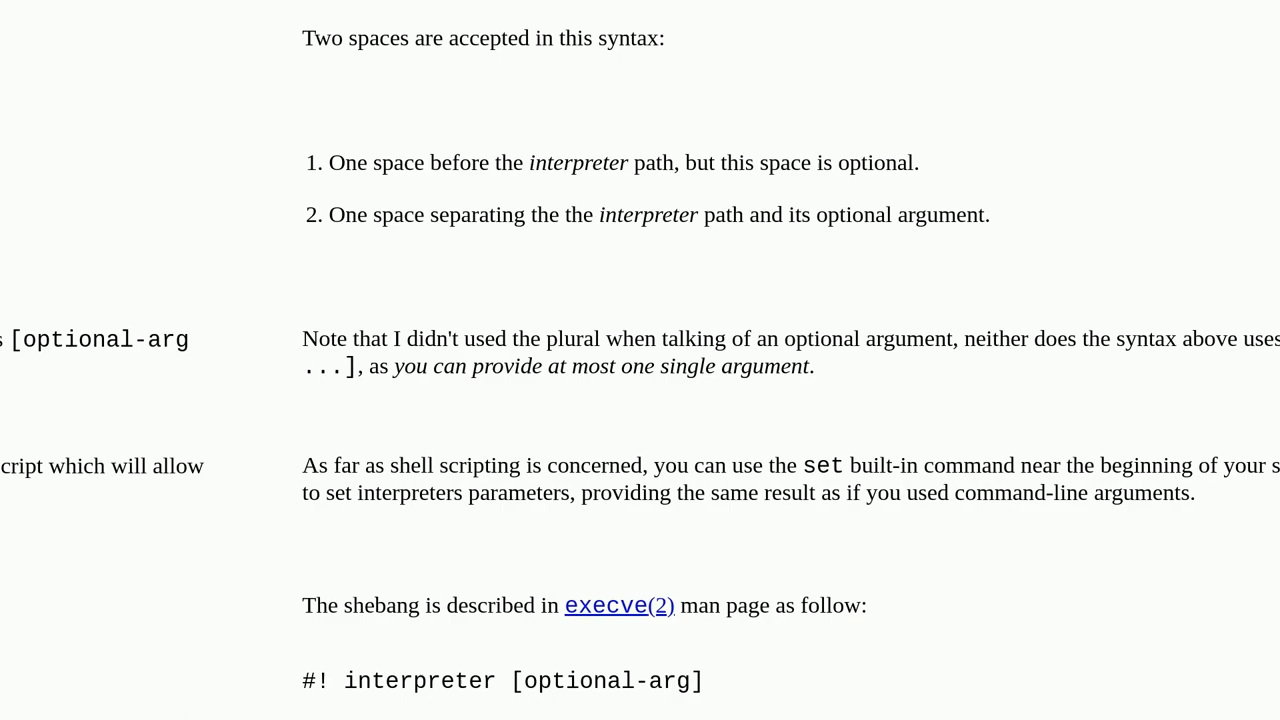 Two spaces are accepted in this syntax:
1. One space before the interpreter path, but this space is optional.
2. One space separating the the interpreter path and its optional argument.
[optional-arg
Note that I didn't used the plural when talking of an optional argument, neither does the syntax above uses
...], as you can provide at most one single argument.
cript which will allow
As far as shell scripting is concerned, you can use the set built-in command near the beginning of your s
to set interpreters parameters, providing the same result as if you used command-line arguments.
The shebang is described in execve(2) man page as follow:
#! interpreter [optional-arg]